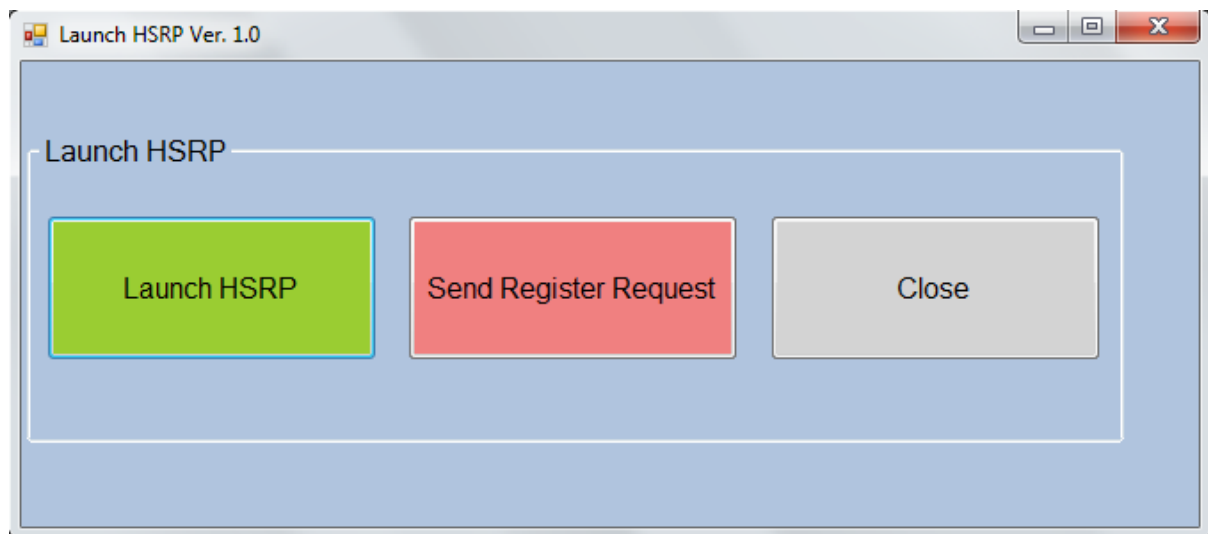 Launch HSRP Ver. 1.0
Launch HSRP
Launch HSRP
Send Register Request
Close